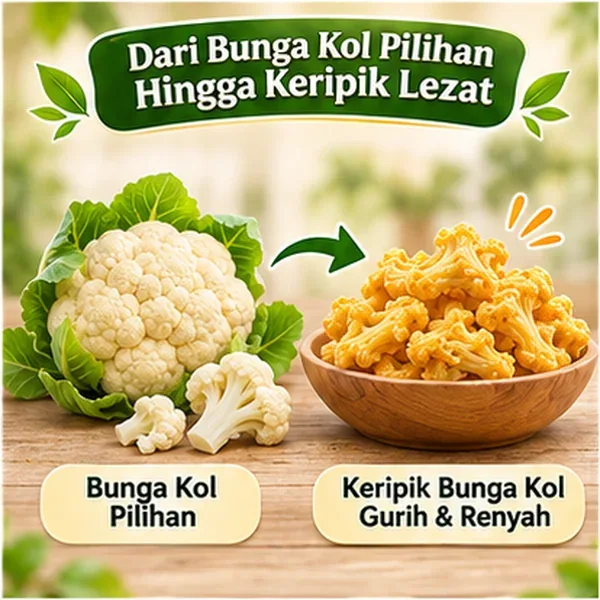 Dari Bunga Kol Pilihan
Hingga Keripik Lezat
Bunga Kol
Pilihan
Keripik Bunga Kol
Gurih & Renyah